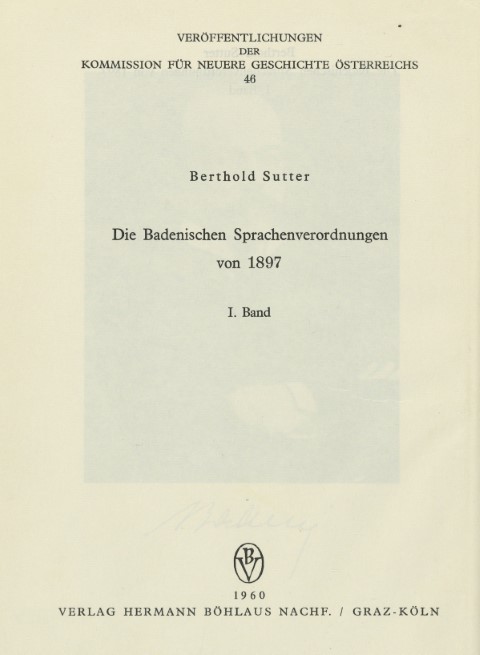 VERÖFFENTLICHUNGEN
DER
KOMMISSION FÜR NEUERE GESCHICHTE ÖSTERREICHS
46
Berthold Sutter
Die Badenischen Sprachenverordnungen
von 1897
I. Band
BV
1960
VERLAG HERMANN BÖHLAUS NACHF. / GRAZ-KÖLN